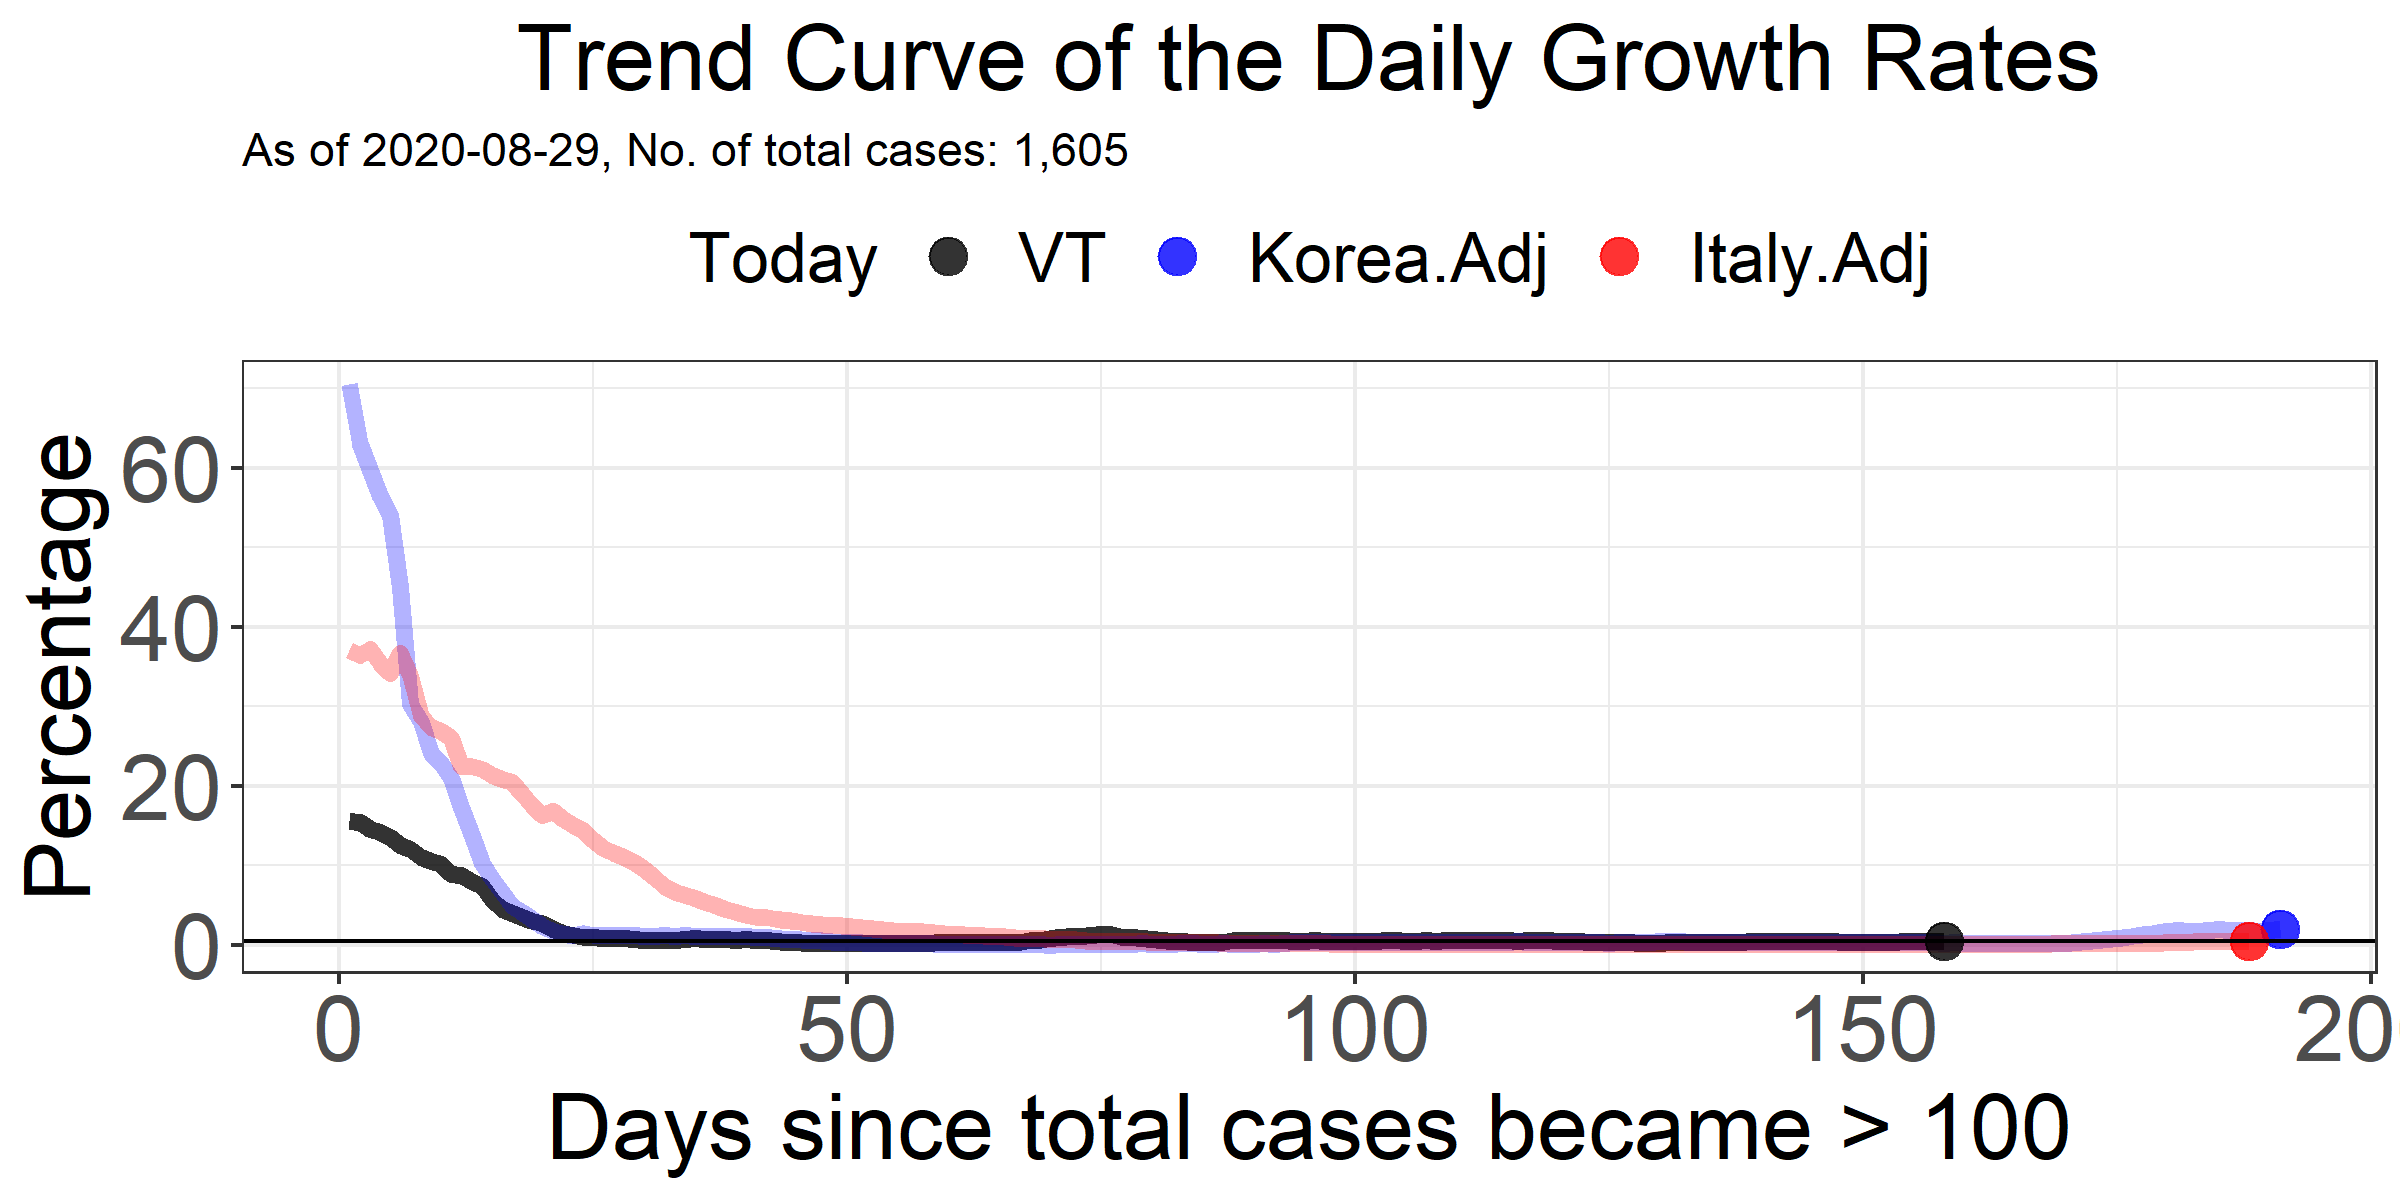 Trend Curve of the Daily Growth Rates
As of 2020-08-29, No. of total cases: 1,605
Today VT Korea.Adj Italy.Adj
Percentage
60
40
20
0
0 50 100 150 20
Days since total cases became > 100